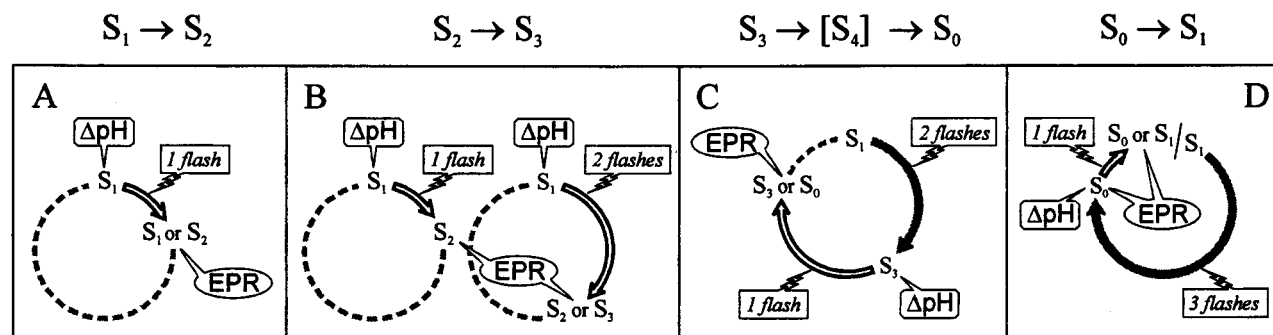 S₁ → S₂
S₂ → S₃
S₃ → [S₄] → S₀
S₀ → S₁
A
ΔpH
1 flash
S₁
S₁ or S₂
EPR
B
ΔpH
1 flash
S₁
S₂
ΔpH
2 flashes
S₁
EPR
S₂ or S₃
C
EPR
S₁
2 flashes
S₃ or S₀
S₃
1 flash
ΔpH
D
1 flash
S₀ or S₁/S₁
S₀
ΔpH
EPR
3 flashes